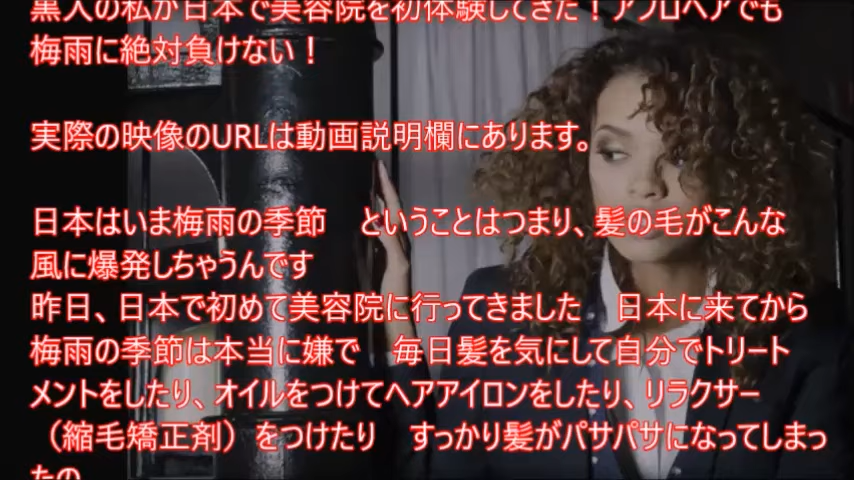 黒人の私が日本で美容院を初体験してきた！アフロヘアでも
梅雨に絶対負けない！
実際の映像のURLは動画説明欄にあります。
日本はいま梅雨の季節　ということはつまり、髪の毛がこんな
風に爆発しちゃうんです
昨日、日本で初めて美容院に行ってきました　日本に来てから
梅雨の季節は本当に嫌で　毎日髪を気にして自分でトリート
メントをしたり、オイルをつけてヘアアイロンをしたり、リラクサー
（縮毛矯正剤）をつけたり　すっかり髪がパサパサになってしまっ
たの